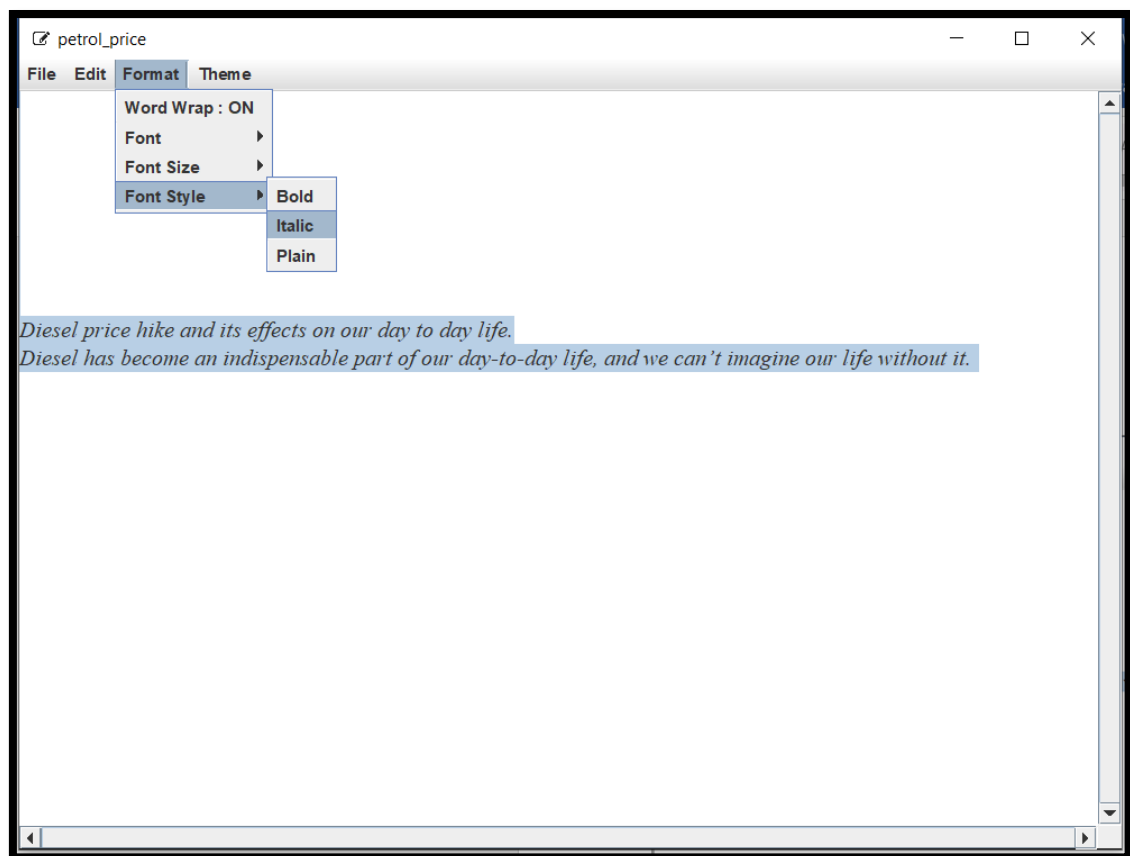 petrol_price
File Edit Format Theme
Word Wrap : ON
Font
Font Size
Font Style
Bold
Italic
Plain
Diesel price hike and its effects on our day to day life.
Diesel has become an indispensable part of our day-to-day life, and we can’t imagine our life without it.